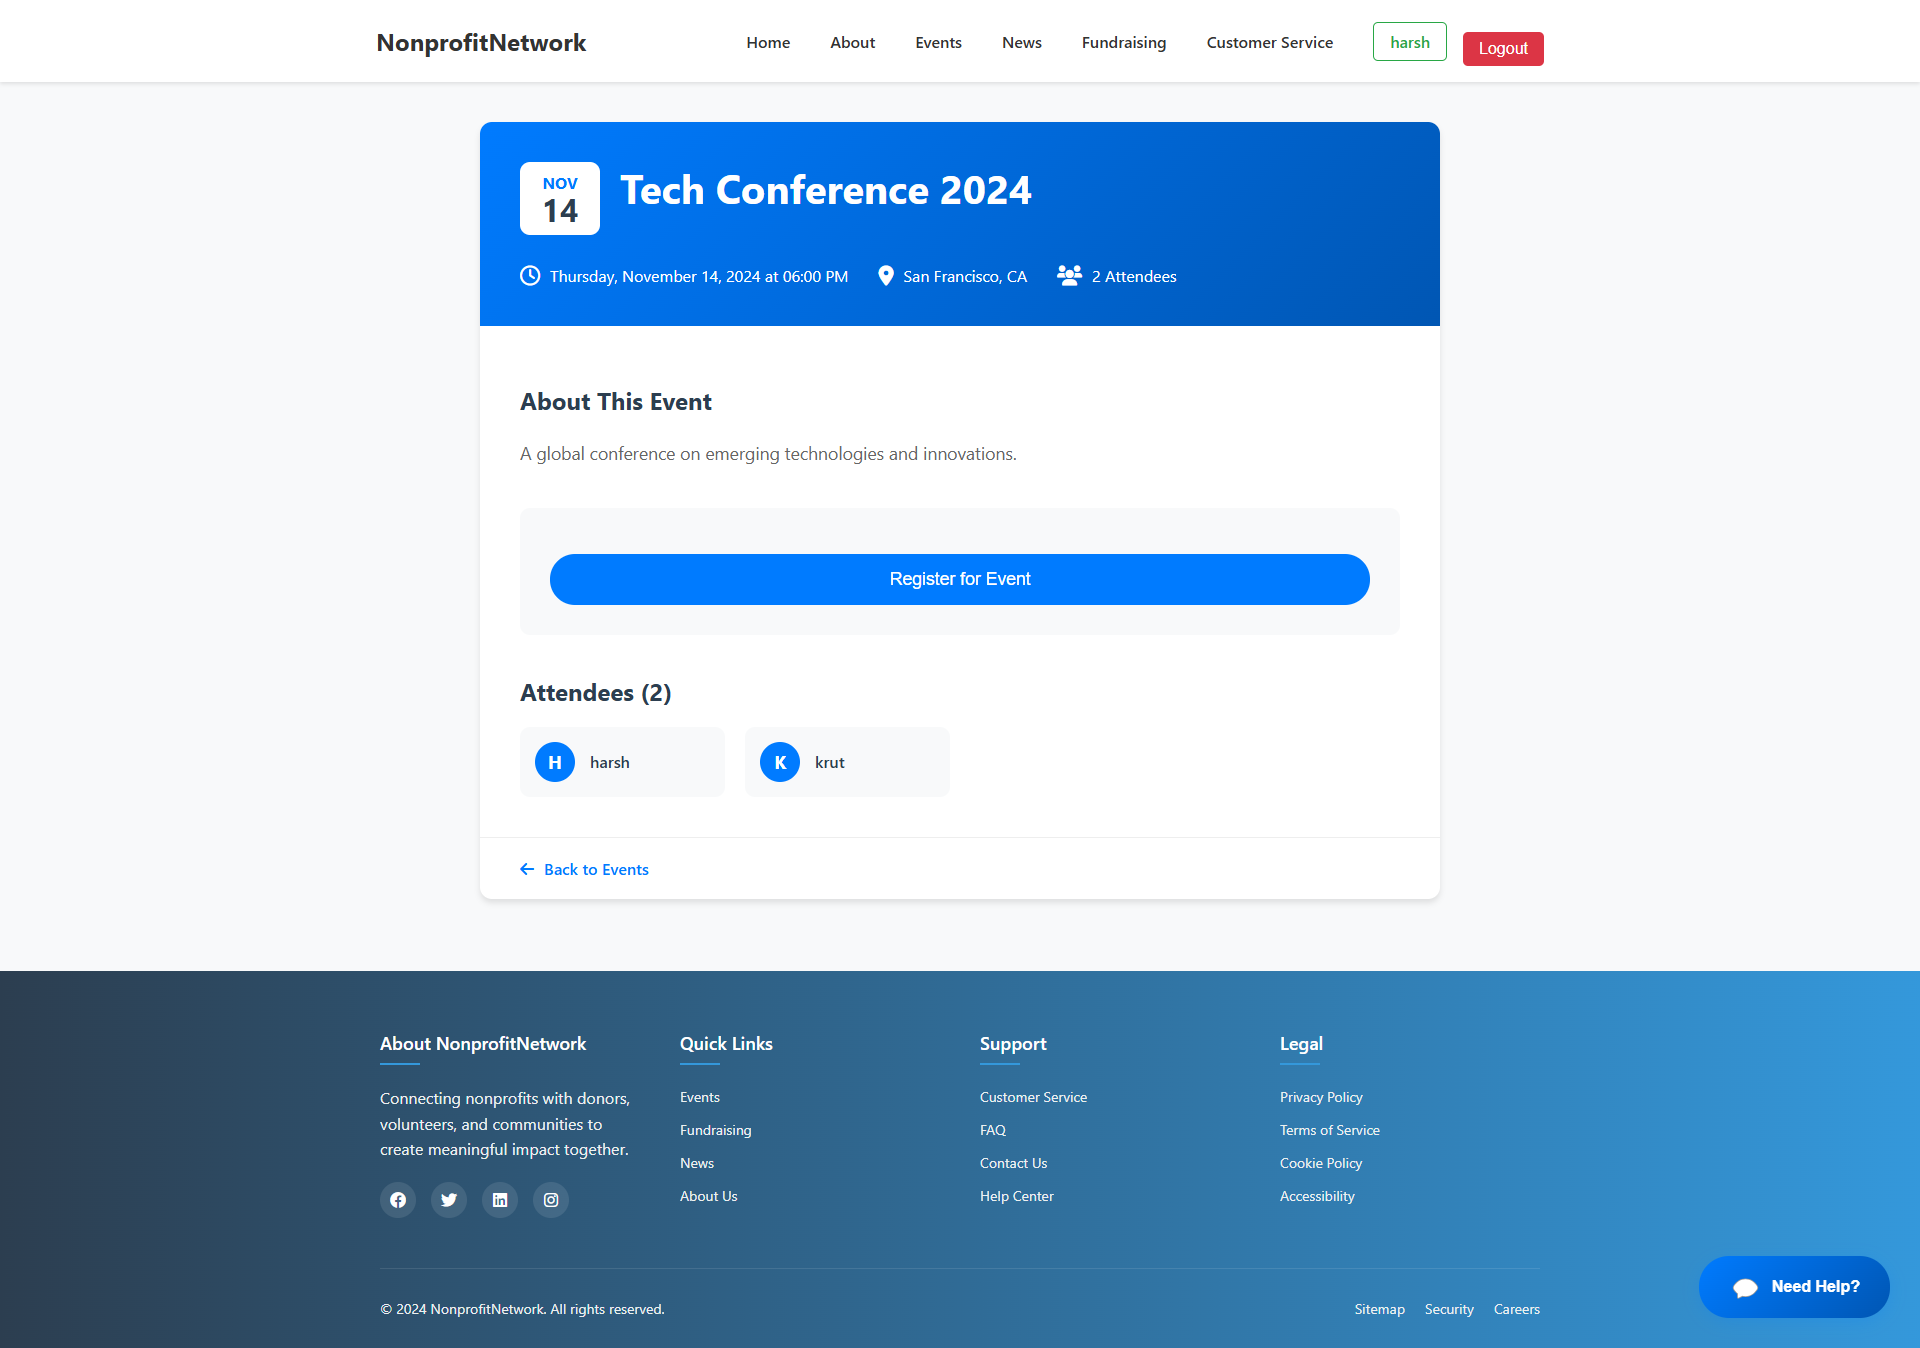 NonprofitNetwork
Home
About
Events
News
Fundraising
Customer Service
harsh
Logout
NOV
14
Tech Conference 2024
Thursday, November 14, 2024 at 06:00 PM
San Francisco, CA
2 Attendees
About This Event
A global conference on emerging technologies and innovations.
Register for Event
Attendees (2)
H
harsh
K
krut
Back to Events
About NonprofitNetwork
Connecting nonprofits with donors,
volunteers, and communities to
create meaningful impact together.
Quick Links
Events
Fundraising
News
About Us
Support
Customer Service
FAQ
Contact Us
Help Center
Legal
Privacy Policy
Terms of Service
Cookie Policy
Accessibility
Need Help?
© 2024 NonprofitNetwork. All rights reserved.
Sitemap
Security
Careers